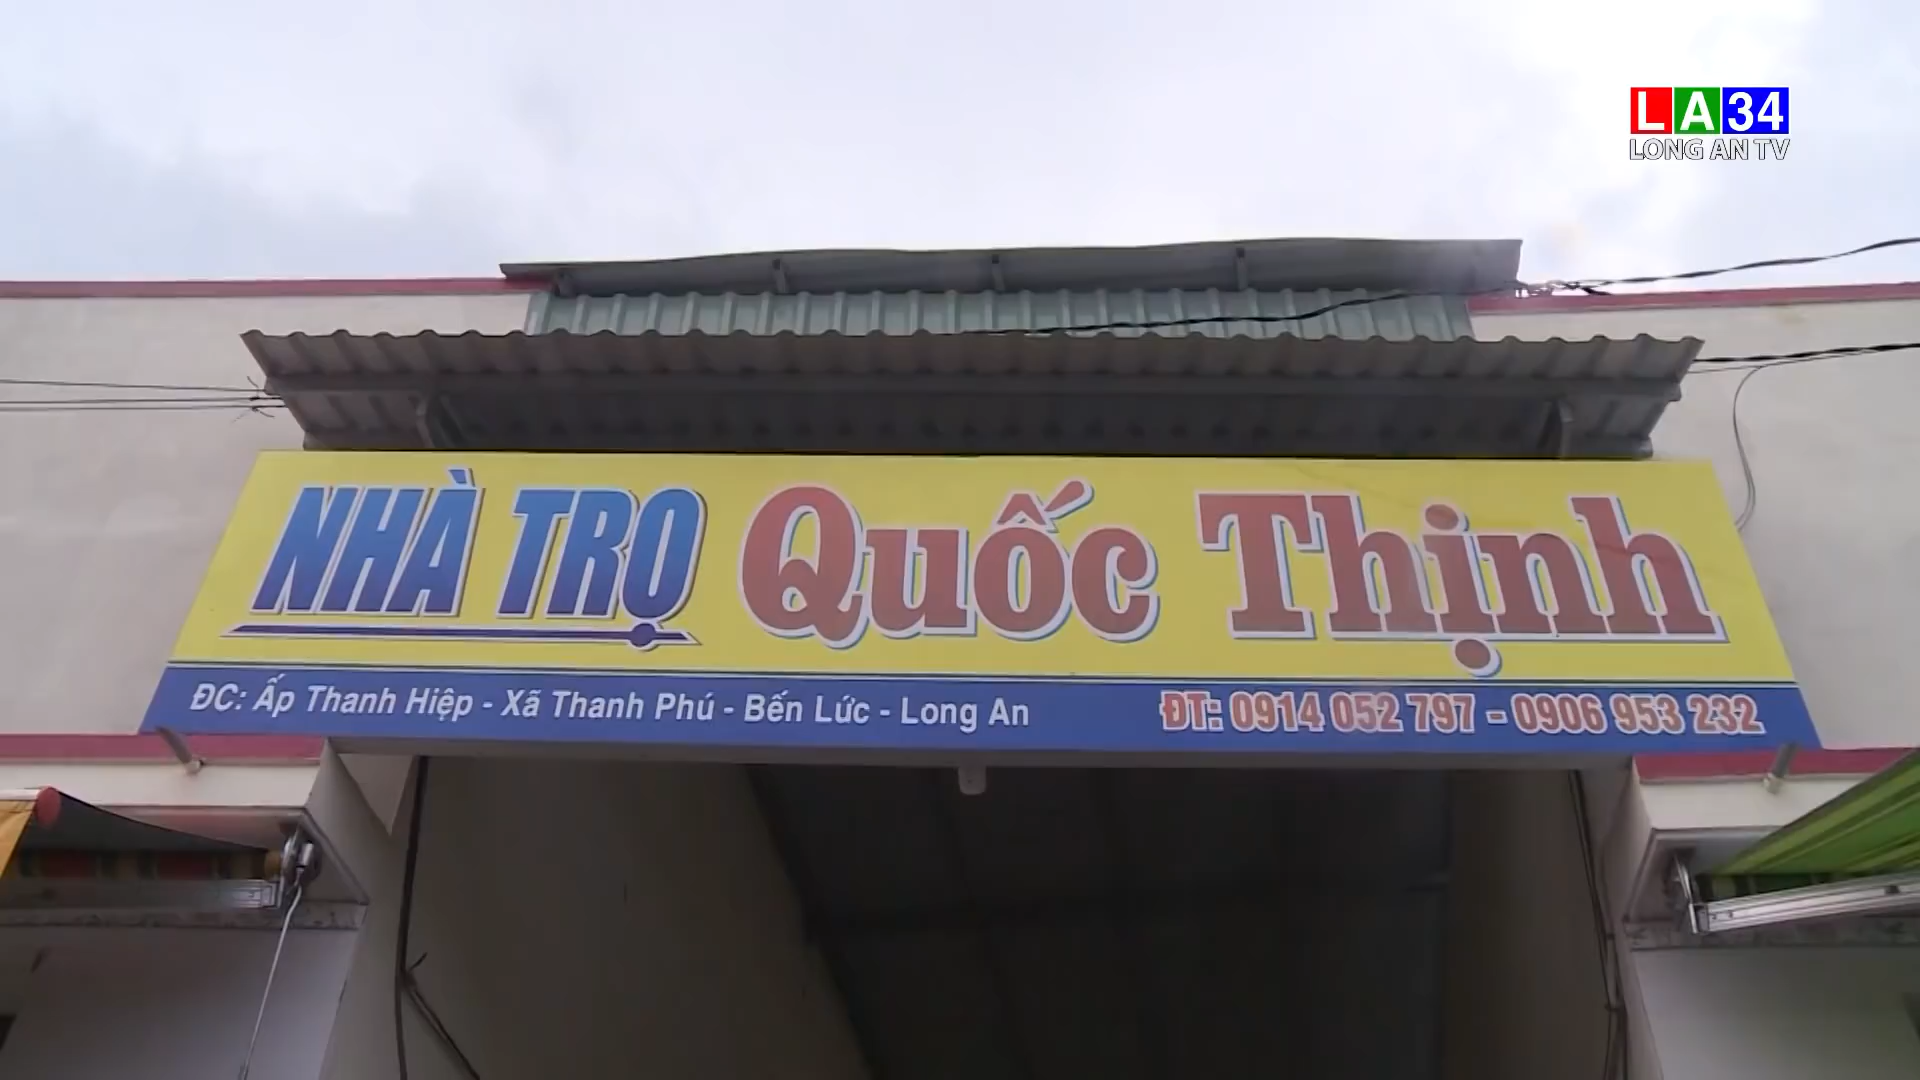 LA34
LONG AN TV
NHÀ TRỌ Quốc Thịnh
ĐC: Ấp Thanh Hiệp - Xã Thanh Phú - Bến Lức - Long An
ĐT: 0914 052 797 - 0906 953 232